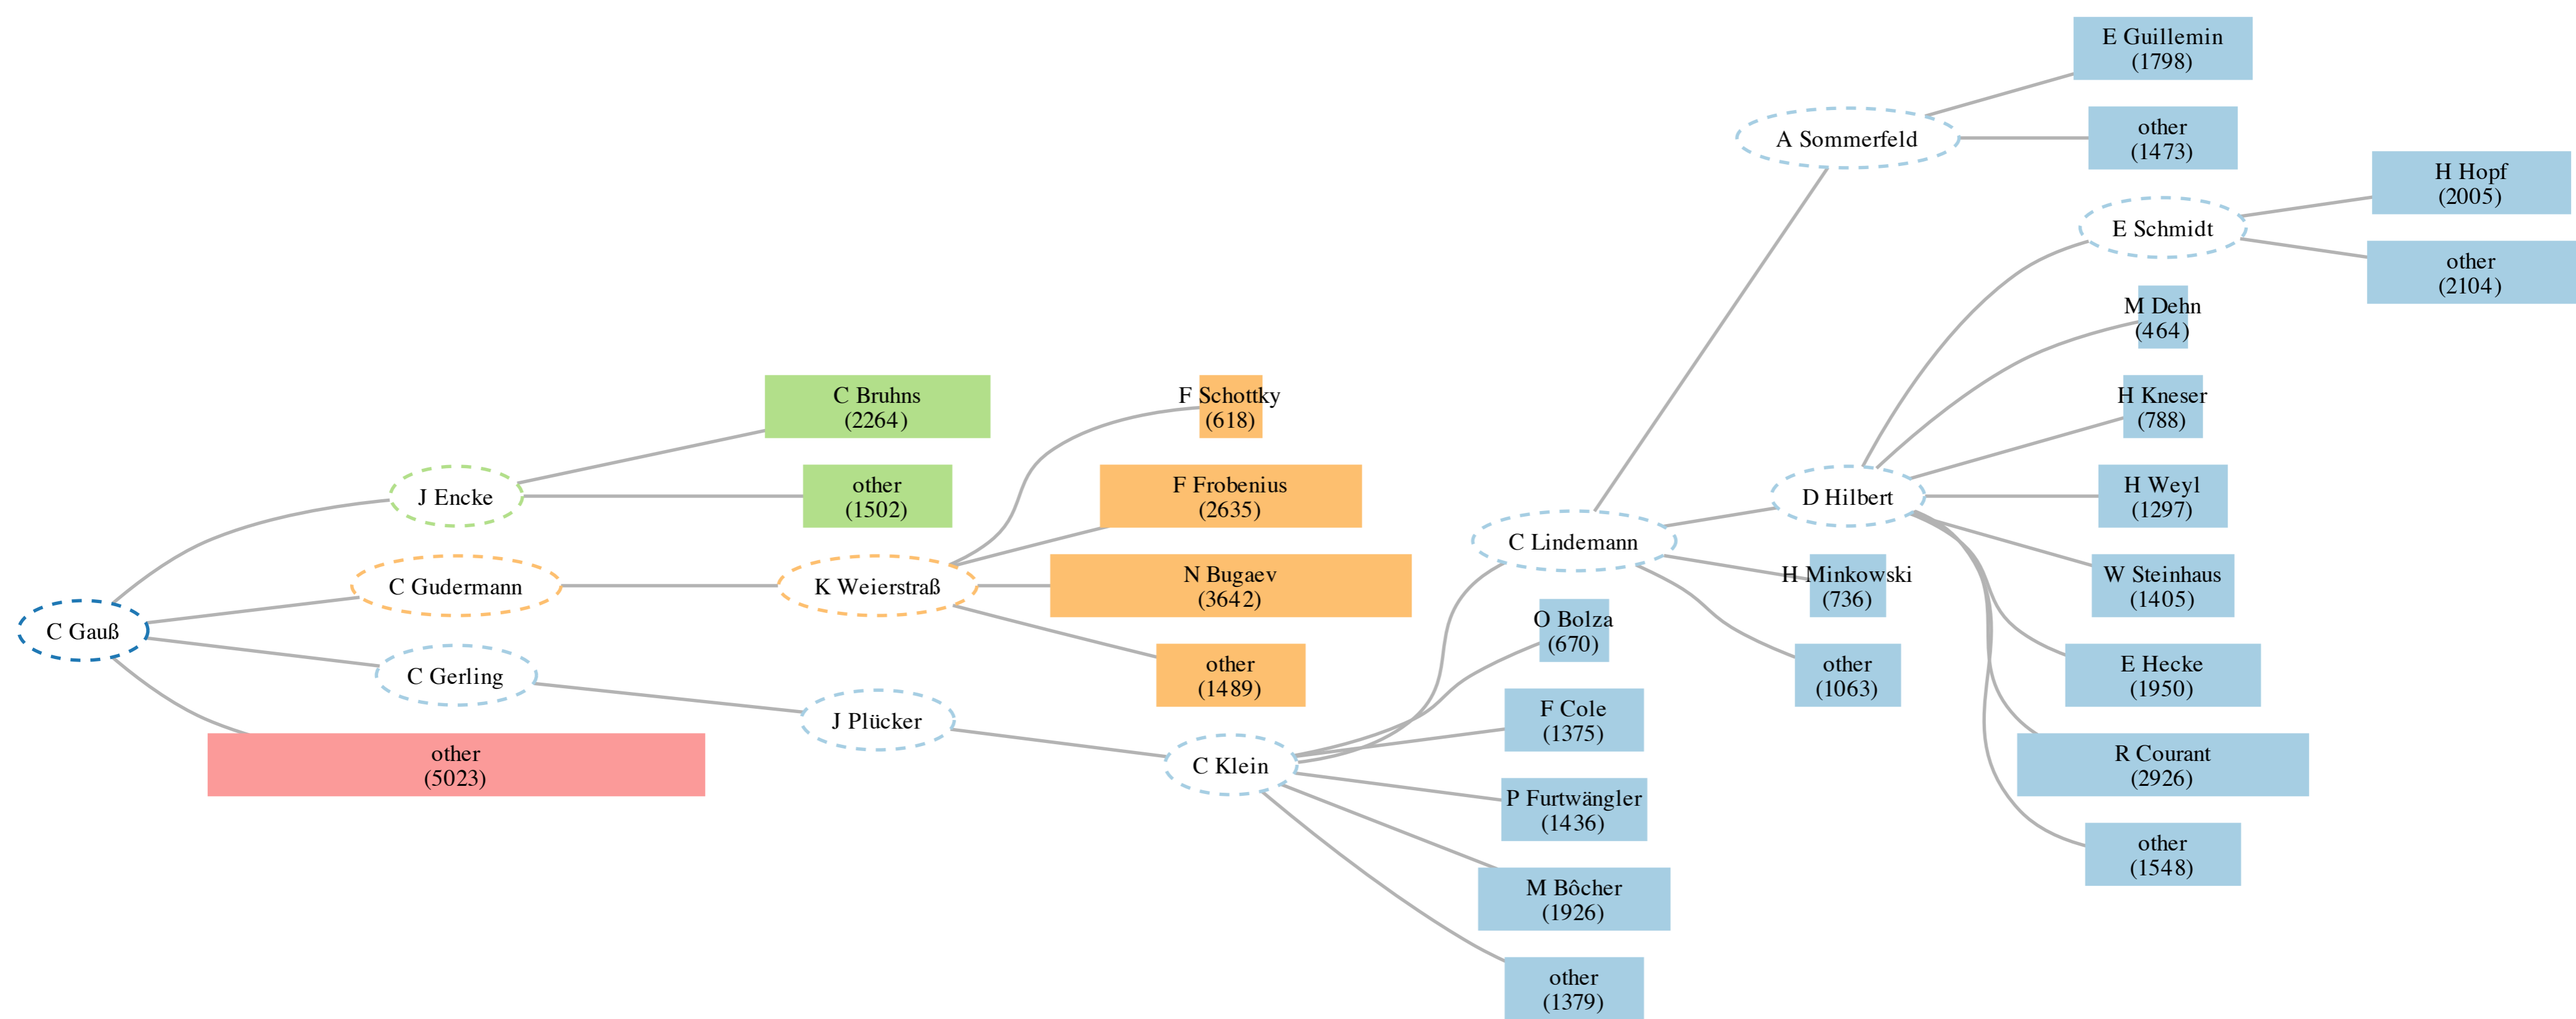 C Gauß
J Encke
C Gudermann
C Gerling
other
(5023)
C Bruhns
(2264)
other
(1502)
K Weierstraß
J Plücker
F Schottky
(618)
F Frobenius
(2635)
N Bugaev
(3642)
other
(1489)
C Klein
C Lindemann
O Bolza
(670)
F Cole
(1375)
P Furtwängler
(1436)
M Bôcher
(1926)
other
(1379)
A Sommerfeld
D Hilbert
H Minkowski
(736)
other
(1063)
E Guillemin
(1798)
other
(1473)
E Schmidt
M Dehn
(464)
H Kneser
(788)
H Weyl
(1297)
W Steinhaus
(1405)
E Hecke
(1950)
R Courant
(2926)
other
(1548)
H Hopf
(2005)
other
(2104)